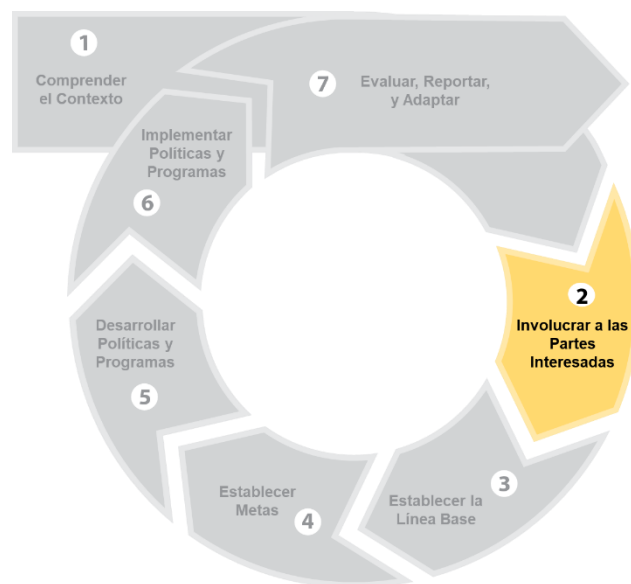 1
Comprender
el Contexto
2
Involucrar a las
Partes
Interesadas
3
Establecer la
Línea Base
4
Establecer
Metas
5
Desarrollar
Políticas y
Programas
6
Implementar
Políticas y
Programas
7
Evaluar, Reportar,
y Adaptar